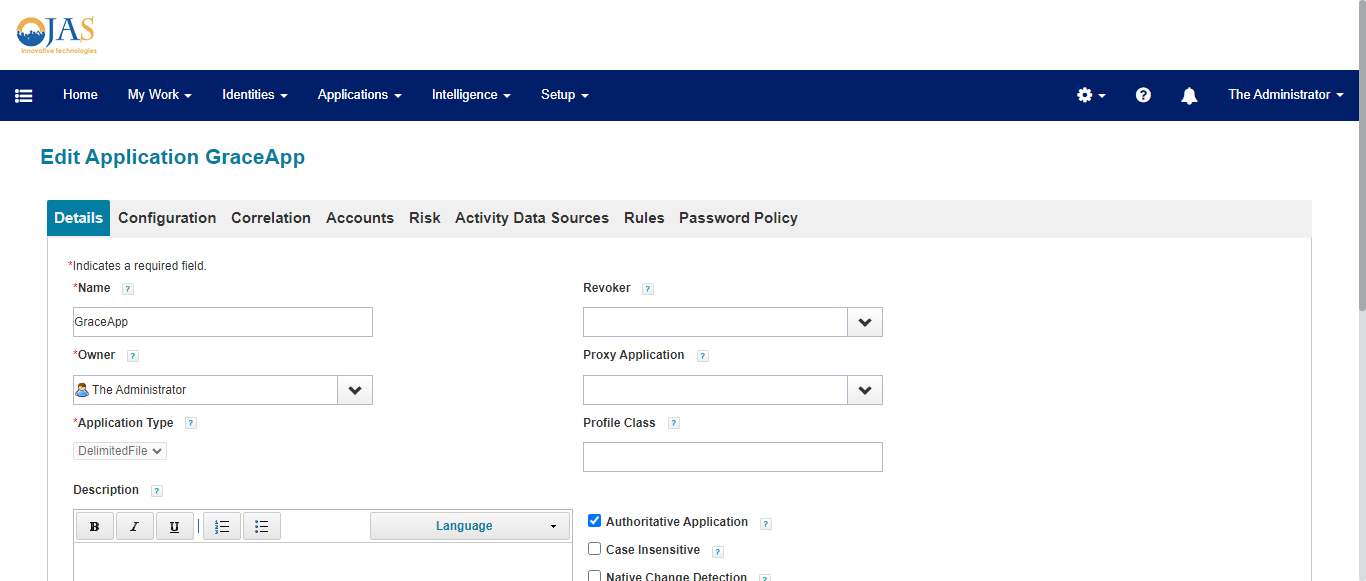 OJAS
innovative technologies
Home My Work Identities Applications Intelligence Setup The Administrator
Edit Application GraceApp
Details Configuration Correlation Accounts Risk Activity Data Sources Rules Password Policy
*Indicates a required field.
*Name ?
GraceApp
*Owner ?
The Administrator
*Application Type ?
DelimitedFile
Description ?
B I U Language
Revoker ?
Proxy Application ?
Profile Class ?
Authoritative Application ?
Case Insensitive ?
Native Change Detection ?